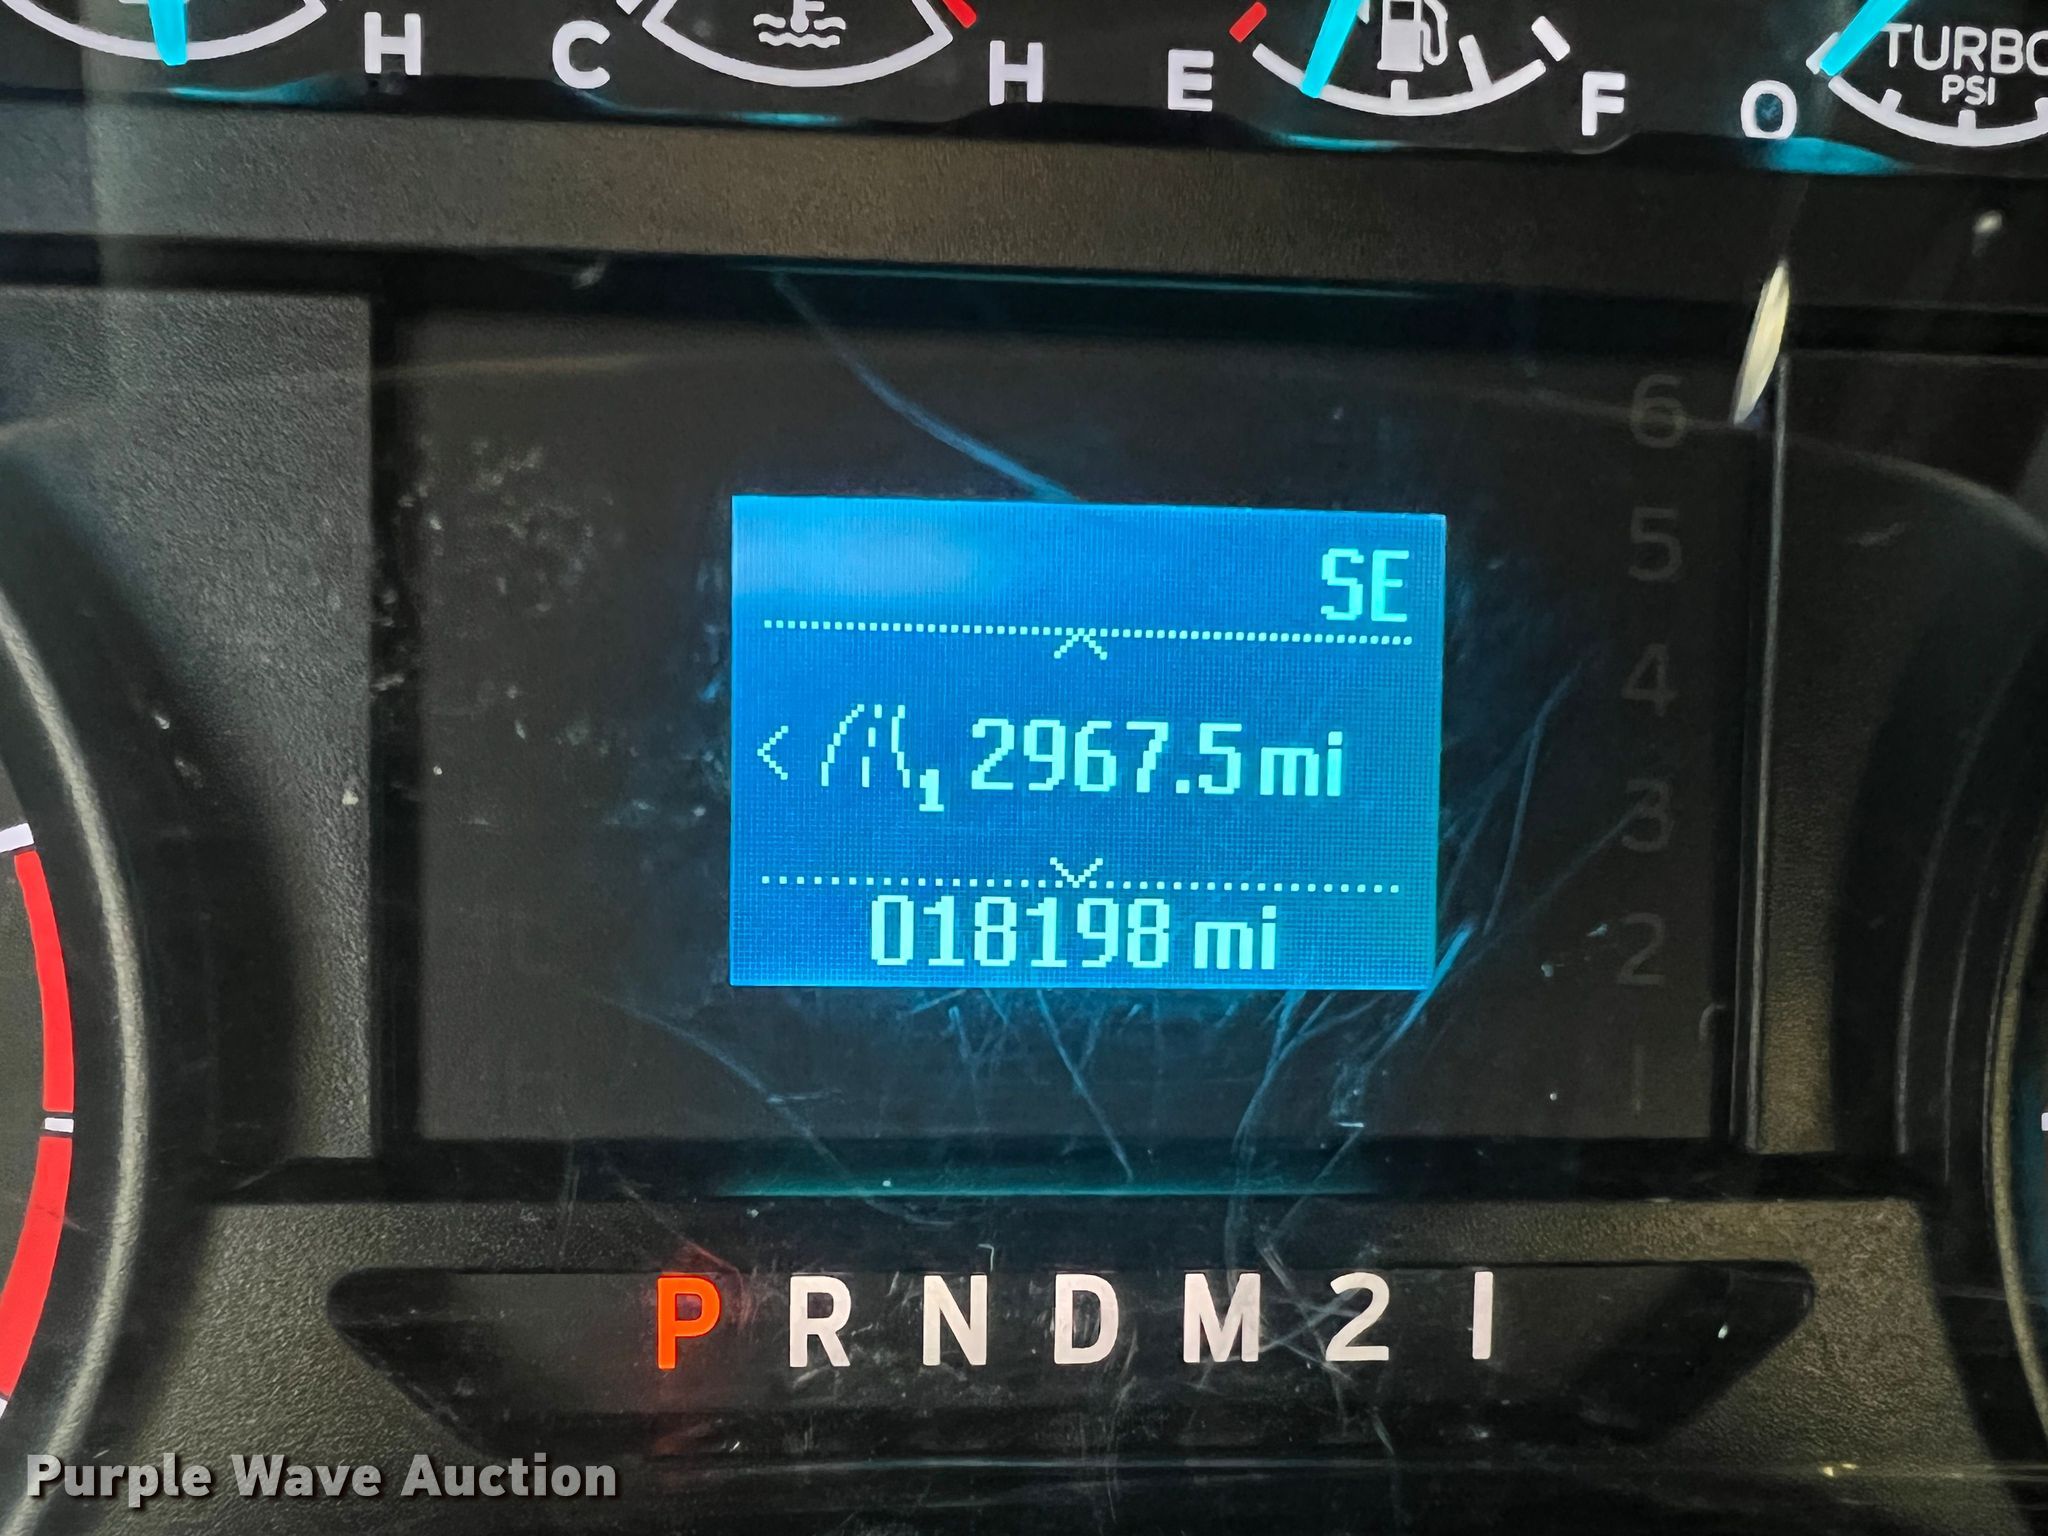 H C H E F O TURBO
PSI
6
5
SE
4
1 2967.5 mi
3
018198 mi
2
1
P R N D M 2 1
Purple Wave Auction